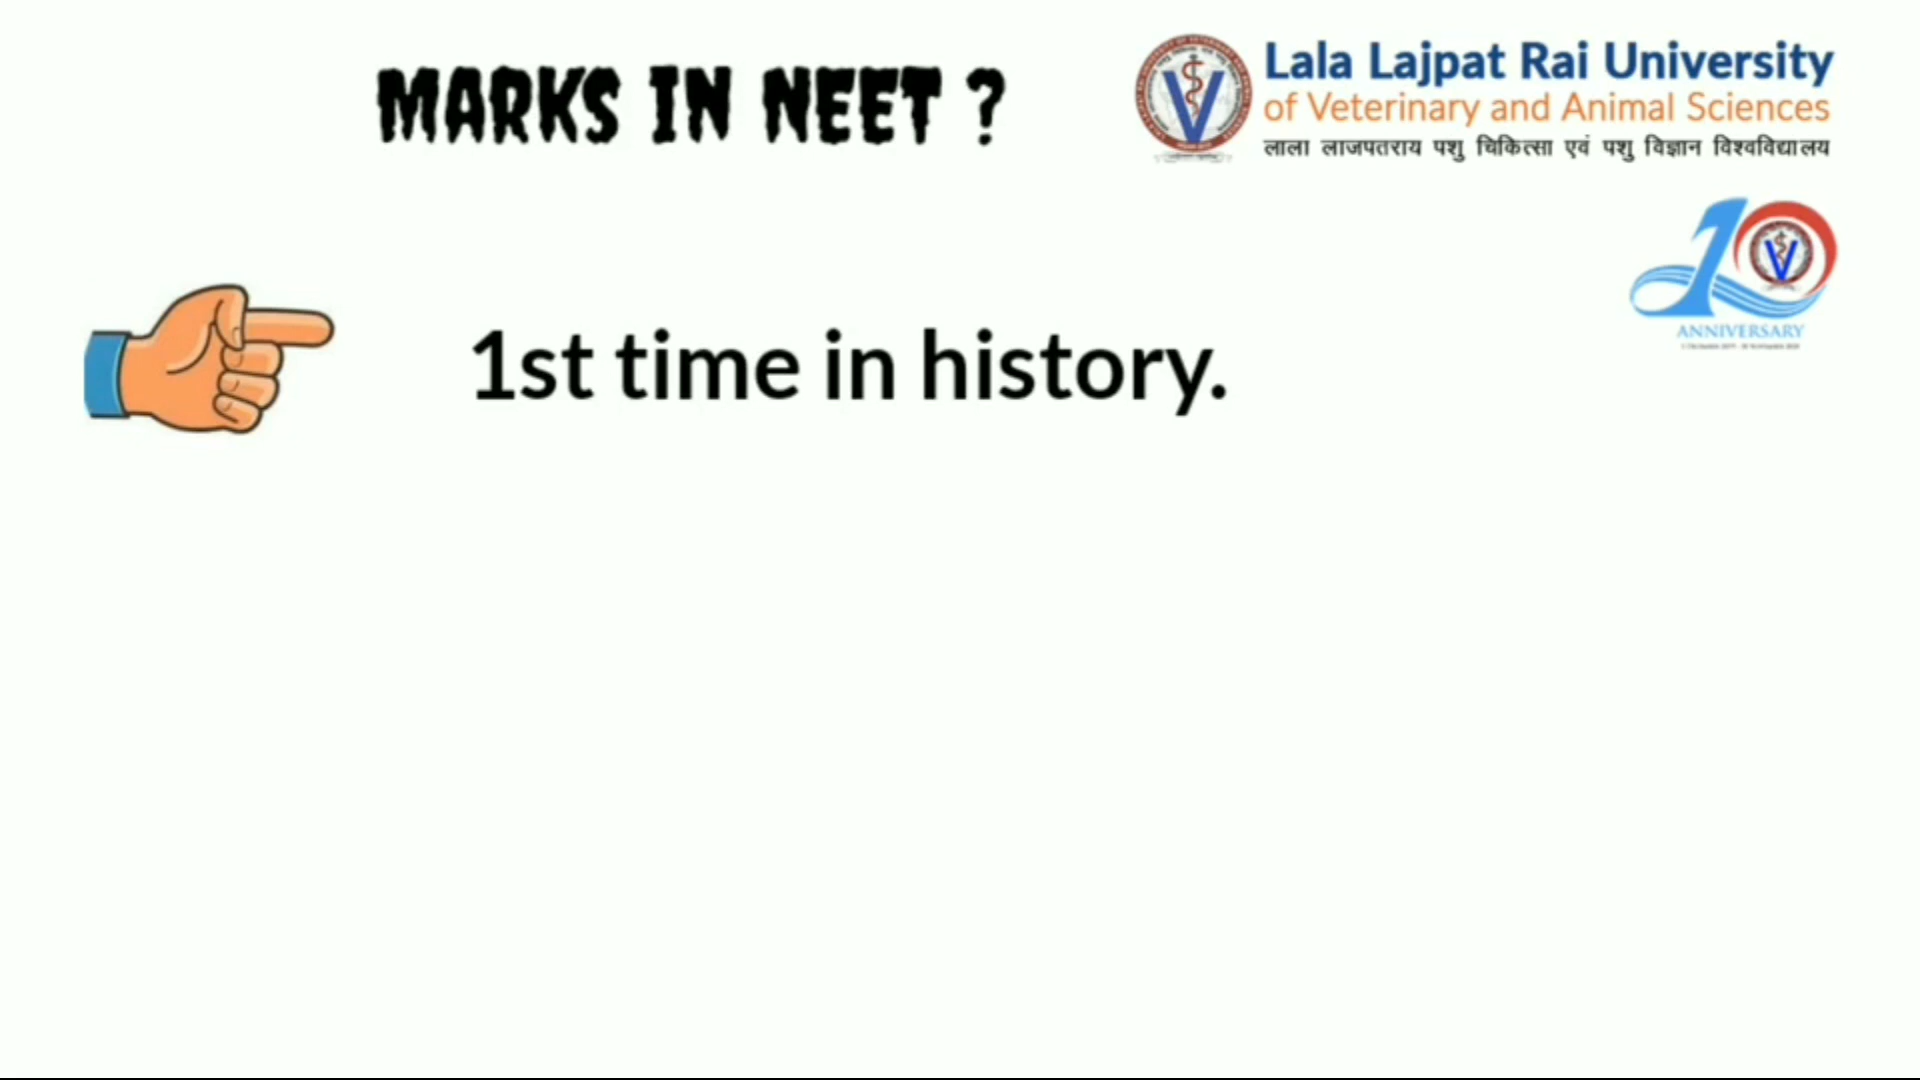 MARKS IN NEET ?
Lala Lajpat Rai University
of Veterinary and Animal Sciences
लाला लाजपतराय पशु चिकित्सा एवं पशु विज्ञान विश्वविद्यालय
10
ANNIVERSARY
1st time in history.